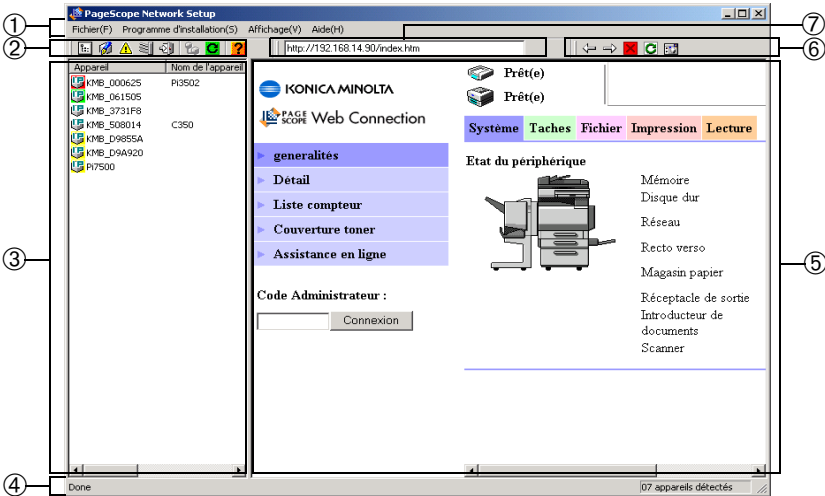 PageScope Network Setup
Fichier(F) Programme d'installation(S) Affichage(V) Aide(H)
http://192.168.14.90/index.htm
Appareil Nom de l'appareil
KMB_000625 Pi3502
KMB_061505
KMB_3731F8
KMB_508014 C350
KMB_D9855A
KMB_D9A920
Pi7500
KONICA MINOLTA
PAGE SCOPE Web Connection
generalités
Détail
Liste compteur
Couverture toner
Assistance en ligne
Code Administrateur :
Connexion
Prêt(e)
Prêt(e)
Système Taches Fichier Impression Lecture
Etat du périphérique
Mémoire
Disque dur
Réseau
Recto verso
Magasin papier
Réceptacle de sortie
Introducteur de
documents
Scanner
Done
07 appareils détectés
1
2
3
4
5
6
7